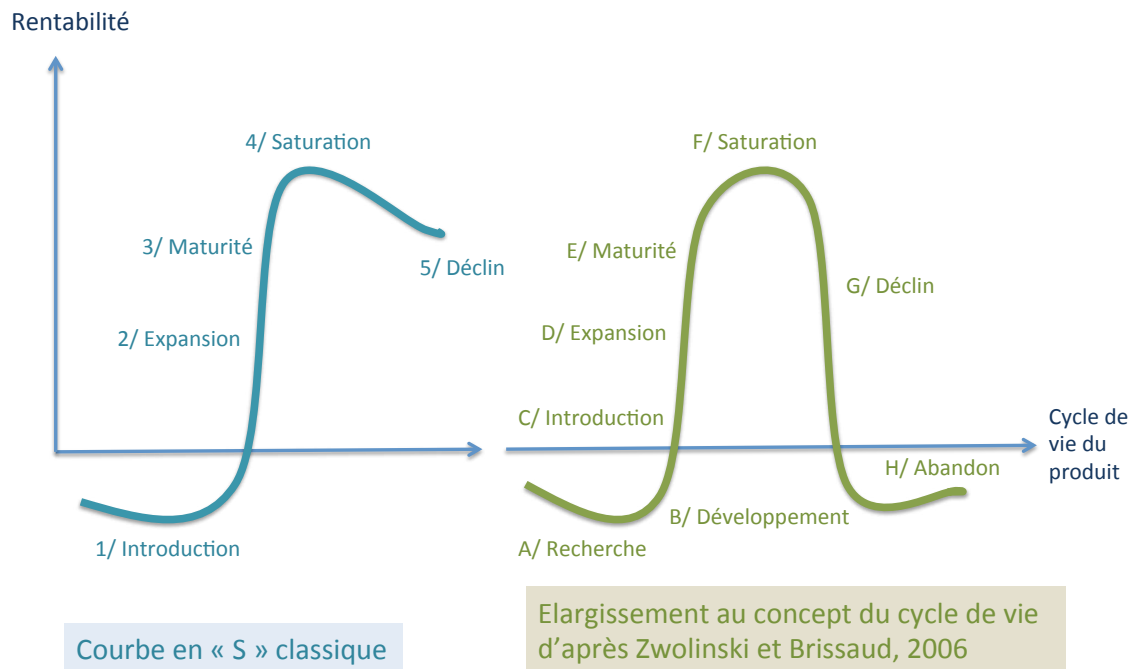 Rentabilité
4/ Saturation
3/ Maturité
5/ Déclin
2/ Expansion
1/ Introduction
Courbe en « S » classique
F/ Saturation
E/ Maturité
G/ Déclin
D/ Expansion
C/ Introduction
Cycle de
vie du
produit
H/ Abandon
B/ Développement
A/ Recherche
Elargissement au concept du cycle de vie
d’après Zwolinski et Brissaud, 2006